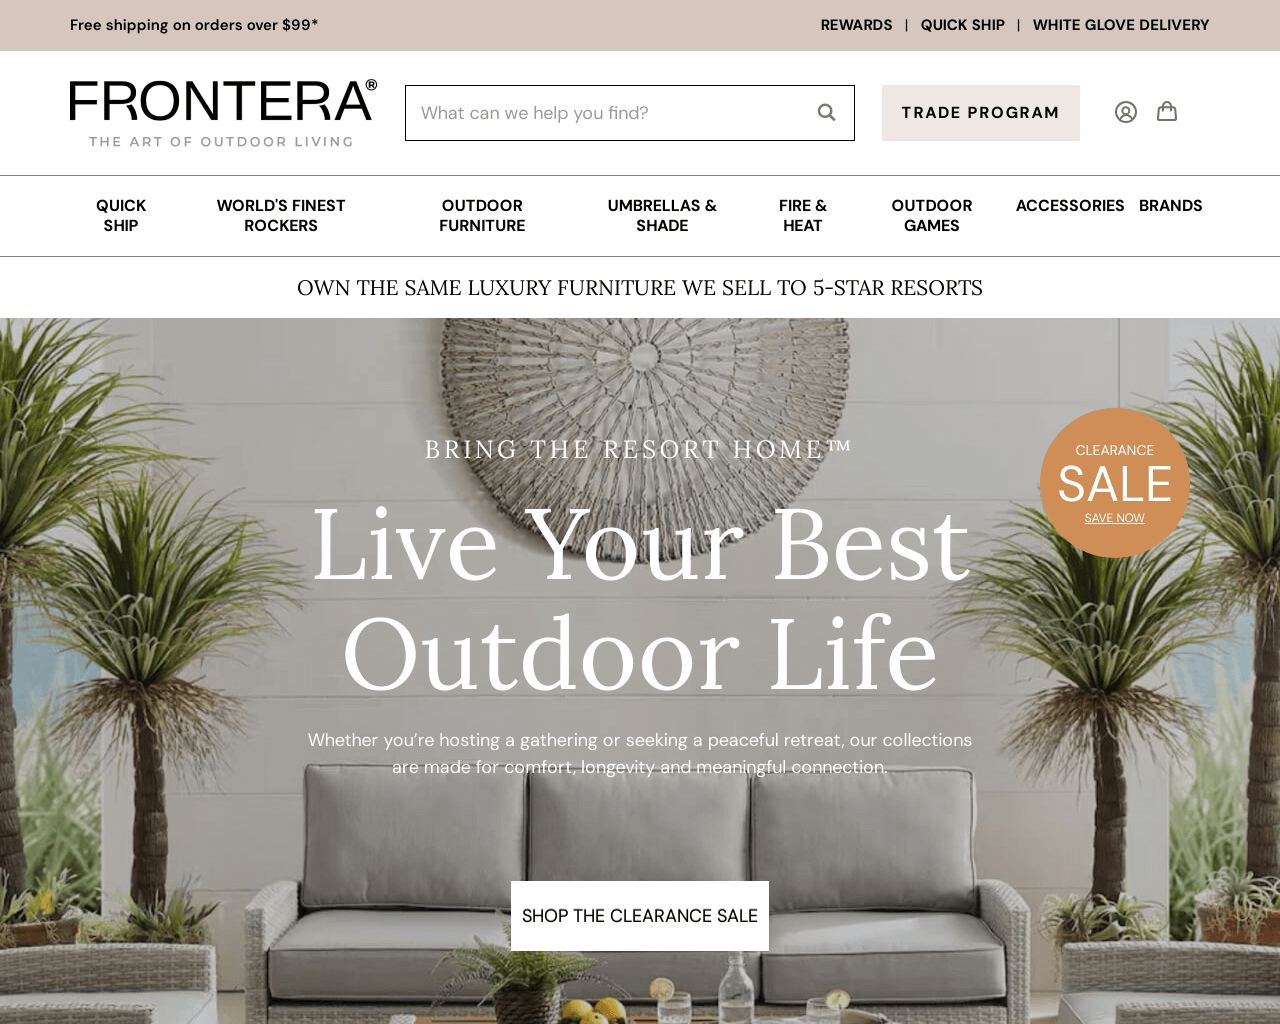 Free shipping on orders over $99*
REWARDS | QUICK SHIP | WHITE GLOVE DELIVERY
FRONTERA®
THE ART OF OUTDOOR LIVING
What can we help you find?
TRADE PROGRAM
QUICK SHIP
WORLD'S FINEST ROCKERS
OUTDOOR FURNITURE
UMBRELLAS & SHADE
FIRE & HEAT
OUTDOOR GAMES
ACCESSORIES
BRANDS
OWN THE SAME LUXURY FURNITURE WE SELL TO 5-STAR RESORTS
BRING THE RESORT HOME™
Live Your Best
Outdoor Life
Whether you’re hosting a gathering or seeking a peaceful retreat, our collections
are made for comfort, longevity and meaningful connection.
SHOP THE CLEARANCE SALE
CLEARANCE
SALE
SAVE NOW